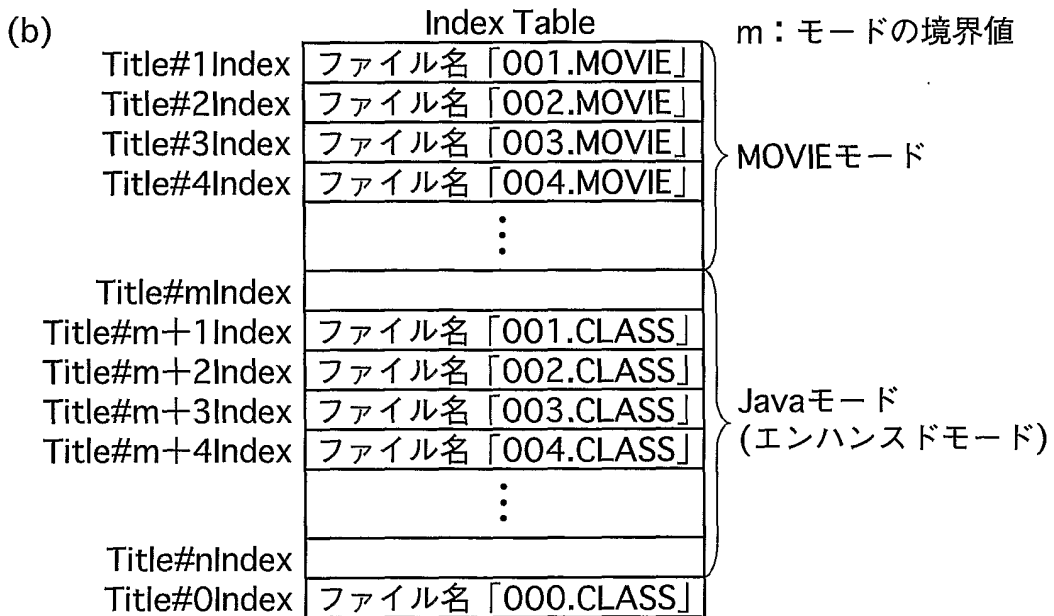 (b)
Index Table
m：モードの境界値
Title#1Index ファイル名「001.MOVIE」
Title#2Index ファイル名「002.MOVIE」
Title#3Index ファイル名「003.MOVIE」
MOVIEモード
Title#4Index ファイル名「004.MOVIE」
⋮
Title#mIndex
Title#m+1Index ファイル名「001.CLASS」
Title#m+2Index ファイル名「002.CLASS」
Title#m+3Index ファイル名「003.CLASS」
Javaモード
(エンハンスドモード)
Title#m+4Index ファイル名「004.CLASS」
⋮
Title#nIndex
Title#0Index ファイル名「000.CLASS」